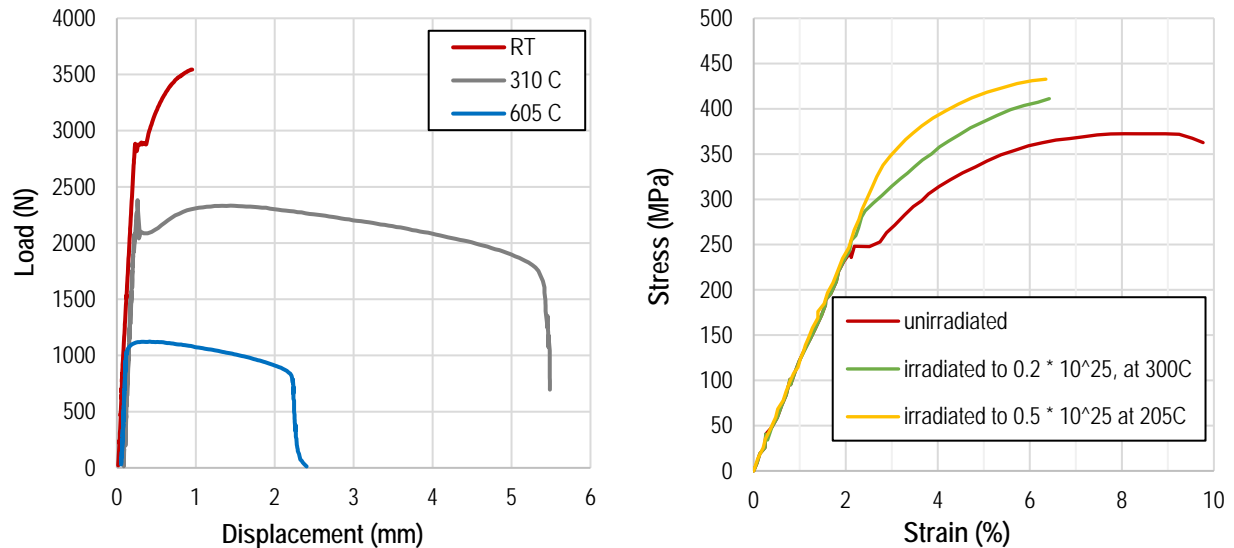 4000
3500
3000
2500
2000
1500
1000
500
0
Load (N)
RT
310 C
605 C
0 1 2 3 4 5 6
Displacement (mm)
500
450
400
350
300
250
200
150
100
50
0
Stress (MPa)
unirradiated
irradiated to 0.2 * 10^25, at 300C
irradiated to 0.5 * 10^25 at 205C
0 2 4 6 8 10
Strain (%)